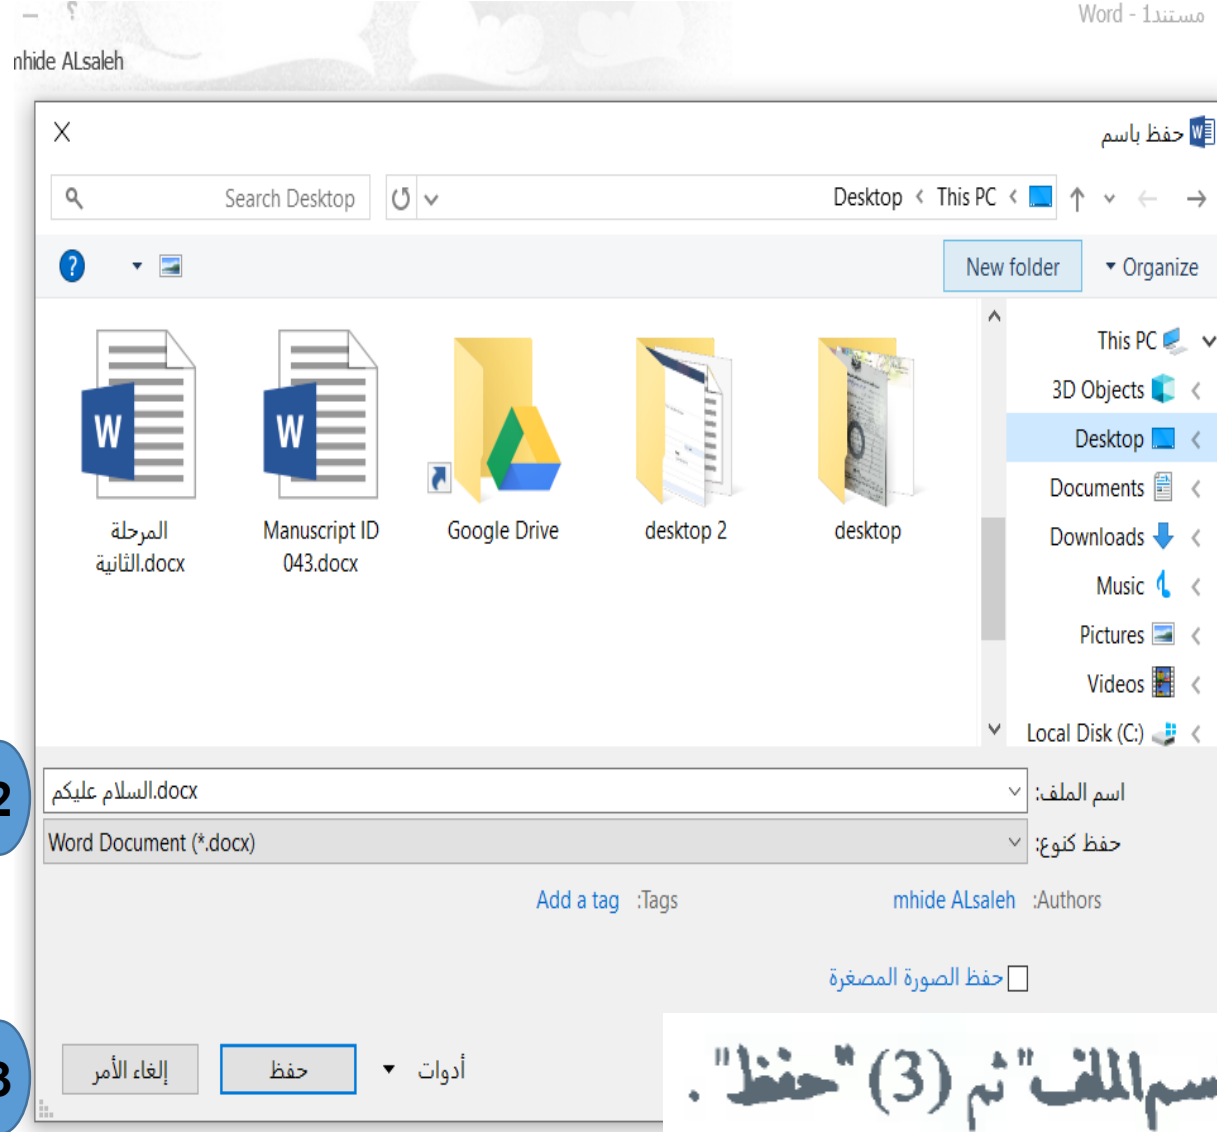 مستند1 - Word
؟
mhide ALsaleh
حفظ باسم
Desktop < This PC <
Search Desktop
Organize
New folder
?
This PC
3D Objects
Desktop
Documents
Downloads
Music
Pictures
Videos
Local Disk (C:)
desktop
desktop 2
Google Drive
Manuscript ID
043.docx
المرحلة
الثانية.docx
2
اسم الملف:
السلام عليكم.docx
حفظ كنوع:
Word Document (*.docx)
Authors:
mhide ALsaleh
Tags:
Add a tag
حفظ الصورة المصغرة
3
أدوات
حفظ
إلغاء الأمر
سم الملف" ثم (3) "حفظ" .